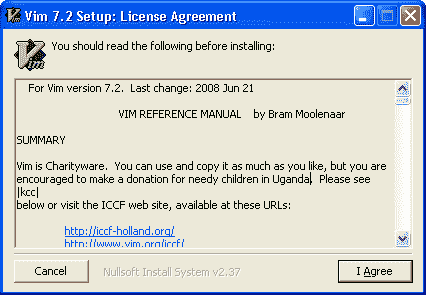 Vim 7.2 Setup: License Agreement
Vim
You should read the following before installing:
For Vim version 7.2. Last change: 2008 Jun 21
VIM REFERENCE MANUAL by Bram Moolenaar
SUMMARY
Vim is Charityware. You can use and copy it as much as you like, but you are
encouraged to make a donation for needy children in Uganda. Please see
|kcc|
below or visit the ICCF web site, available at these URLs:
http://iccf-holland.org/
http://www.vim.org/iccf/
Cancel
Nullsoft Install System v2.37
I Agree